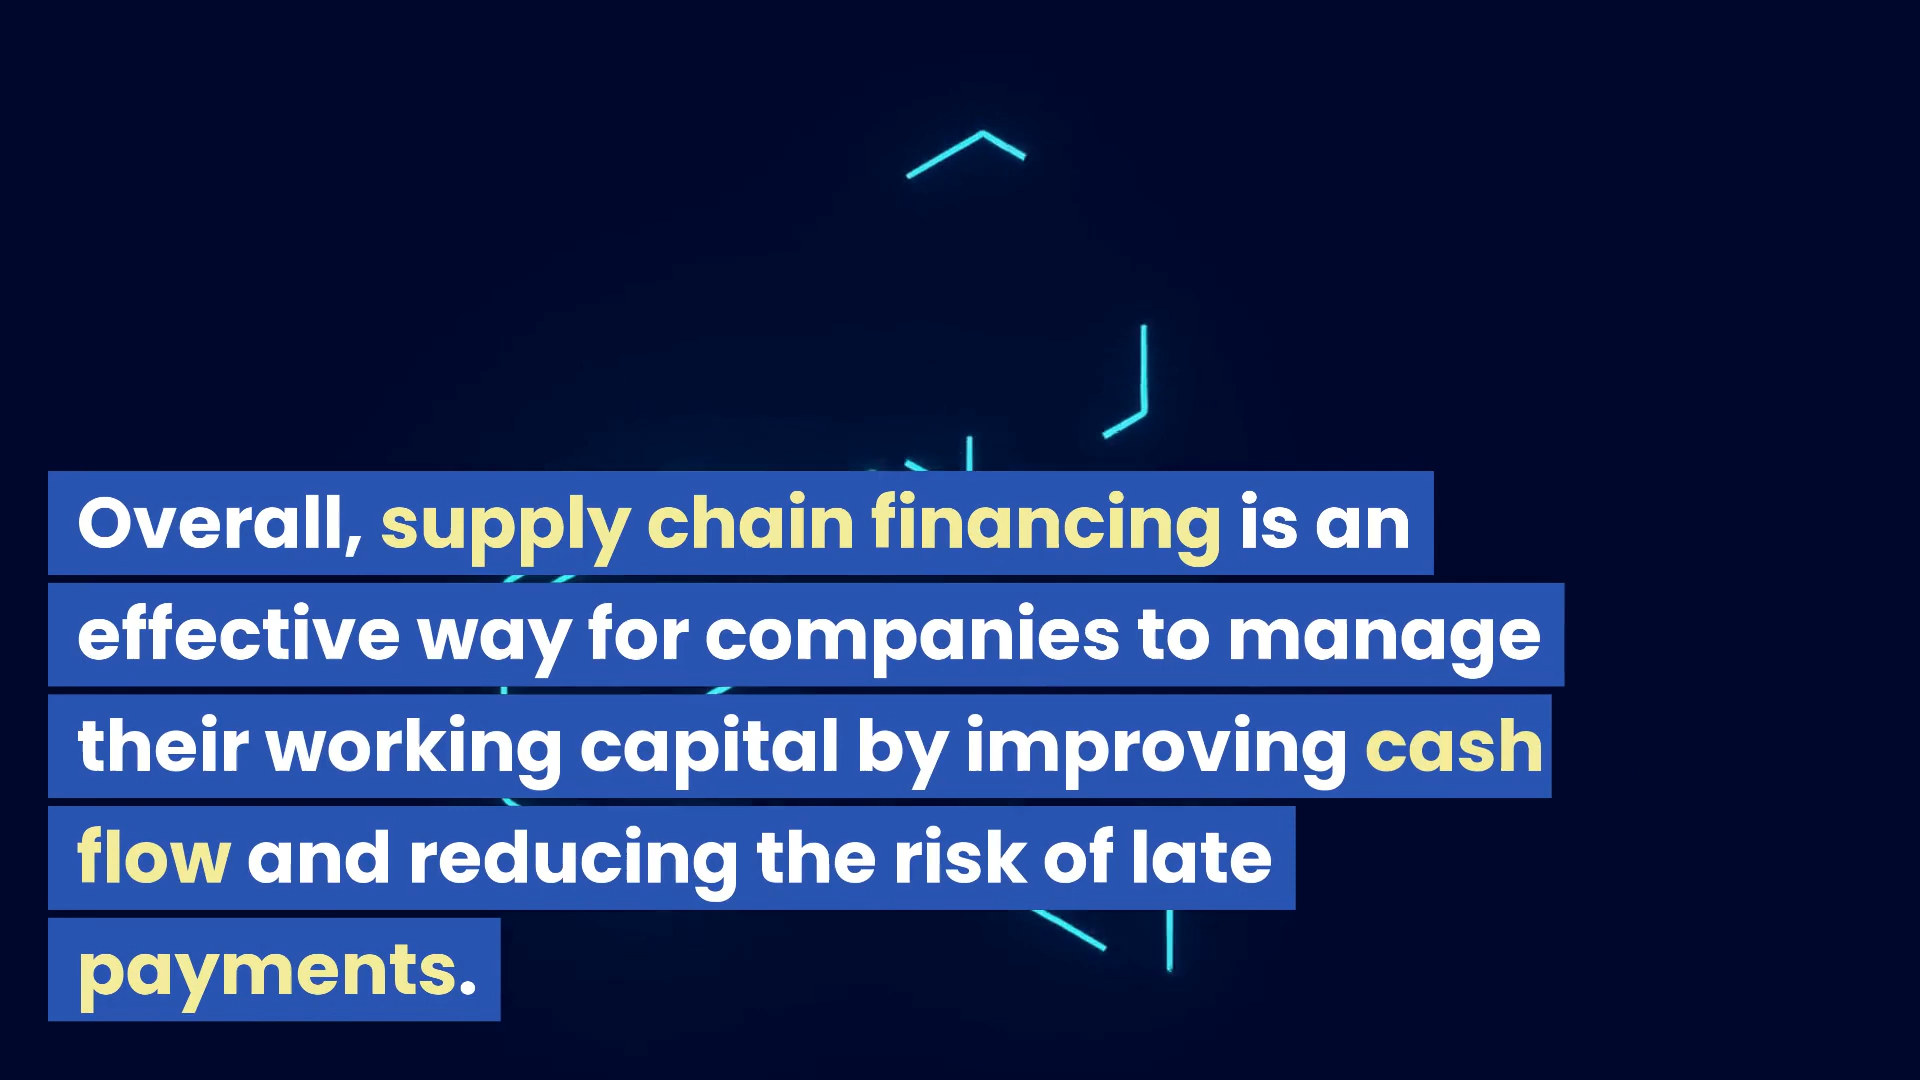 Overall, supply chain financing is an
effective way for companies to manage
their working capital by improving cash
flow and reducing the risk of late
payments.